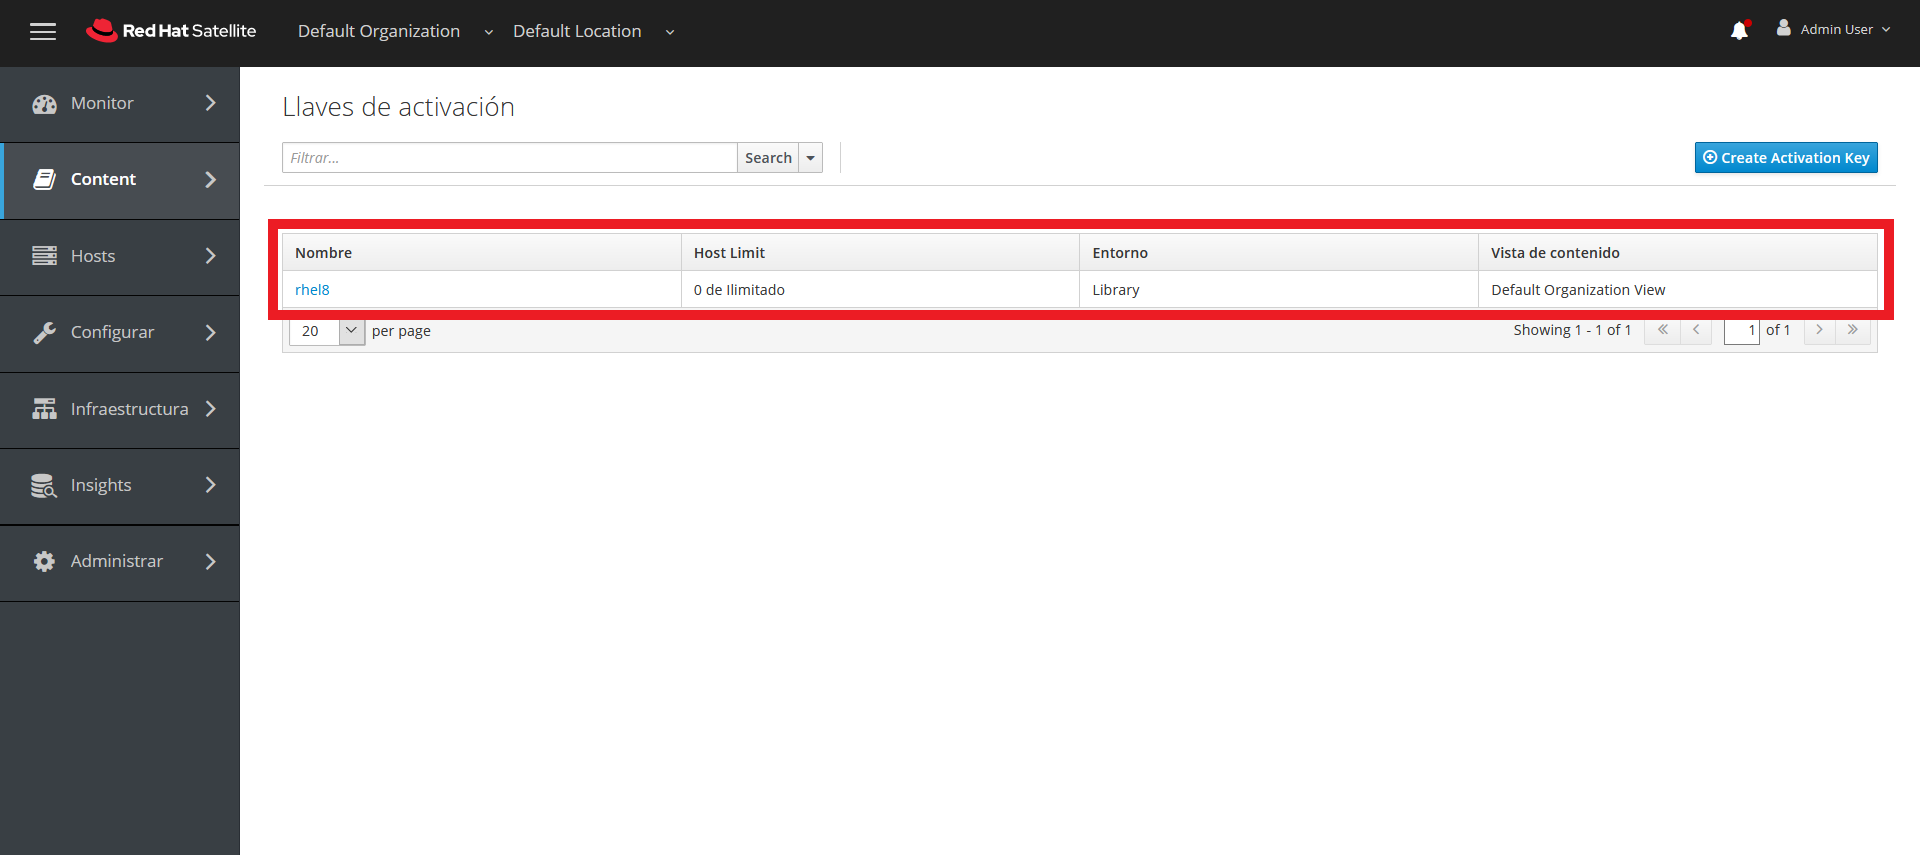 Red Hat Satellite Default Organization Default Location Admin User
Monitor
Content
Hosts
Configurar
Infraestructura
Insights
Administrar
Llaves de activación
Filtrar... Search Create Activation Key
Nombre Host Limit Entorno Vista de contenido
rhel8 0 de Ilimitado Library Default Organization View
20 per page Showing 1 - 1 of 1 « < 1 of 1 > »